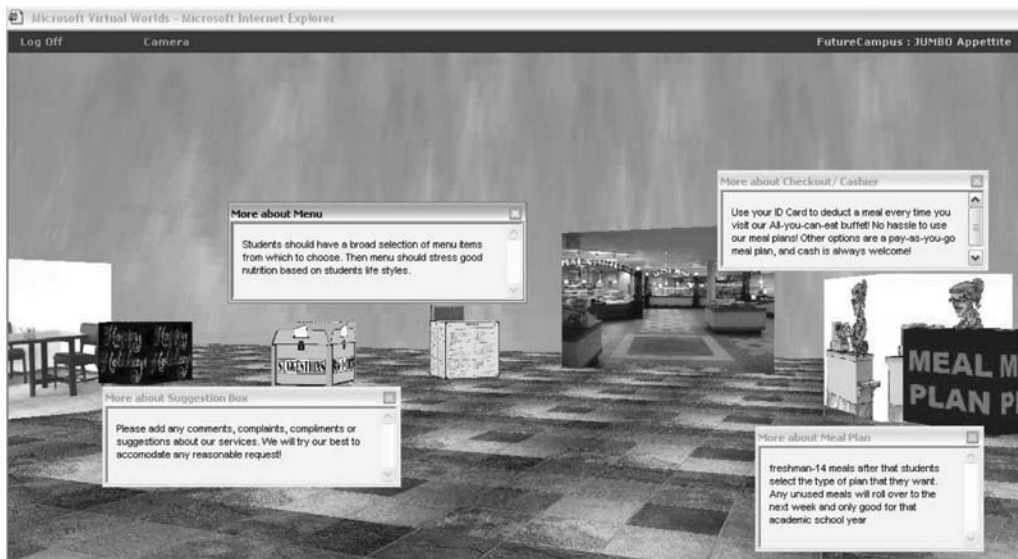 Microsoft Virtual Worlds - Microsoft Internet Explorer
Log Off Camera FutureCampus : JUMBO Appettite
More about Checkout/ Cashier
Use your ID Card to deduct a meal every time you
visit our All-you-can-eat buffet! No hassle to use
our meal plans! Other options are a pay-as-you-go
meal plan, and cash is always welcome!
More about Menu
Students should have a broad selection of menu items
from which to choose. Then menu should stress good
nutrition based on students life styles.
Holidays
SUGGESTIONS
MEAL M
PLAN Pl
More about Suggestion Box
Please add any comments, complaints, compliments or
suggestions about our services. We will try our best to
accomodate any reasonable request!
More about Meal Plan
freshman-14 meals after that students
select the type of plan that they want.
Any unused meals will roll over to the
next week and only good for that
academic school year